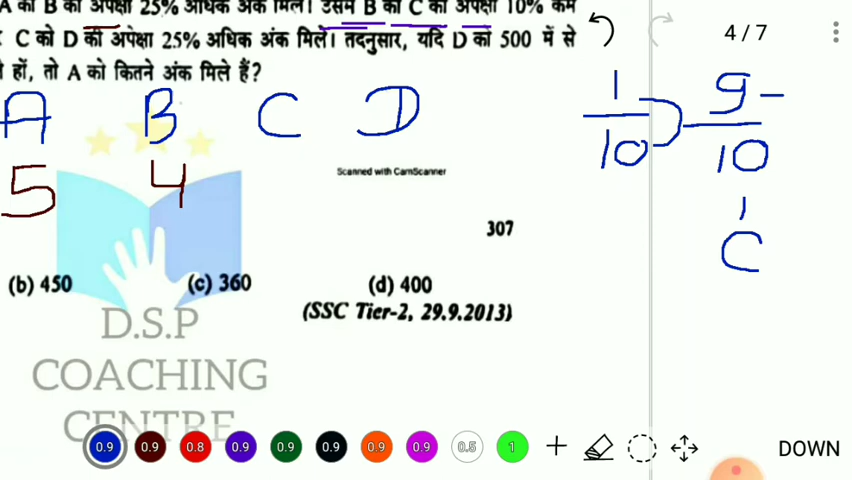 A को B की अपेक्षा 25% अधिक अंक मिले। उसमें B को C की अपेक्षा 10% कम
C को D की अपेक्षा 25% अधिक अंक मिले। तदनुसार, यदि D को 500 में से
हों, तो A को कितने अंक मिले हैं?
4 / 7
A B C D
5 4
1/10 9/10
C
Scanned with CamScanner
307
(b) 450 (c) 360 (d) 400
(SSC Tier-2, 29.9.2013)
D.S.P
COACHING
CENTRE
0.9 0.9 0.8 0.9 0.9 0.9 0.9 0.9 0.5 1 DOWN